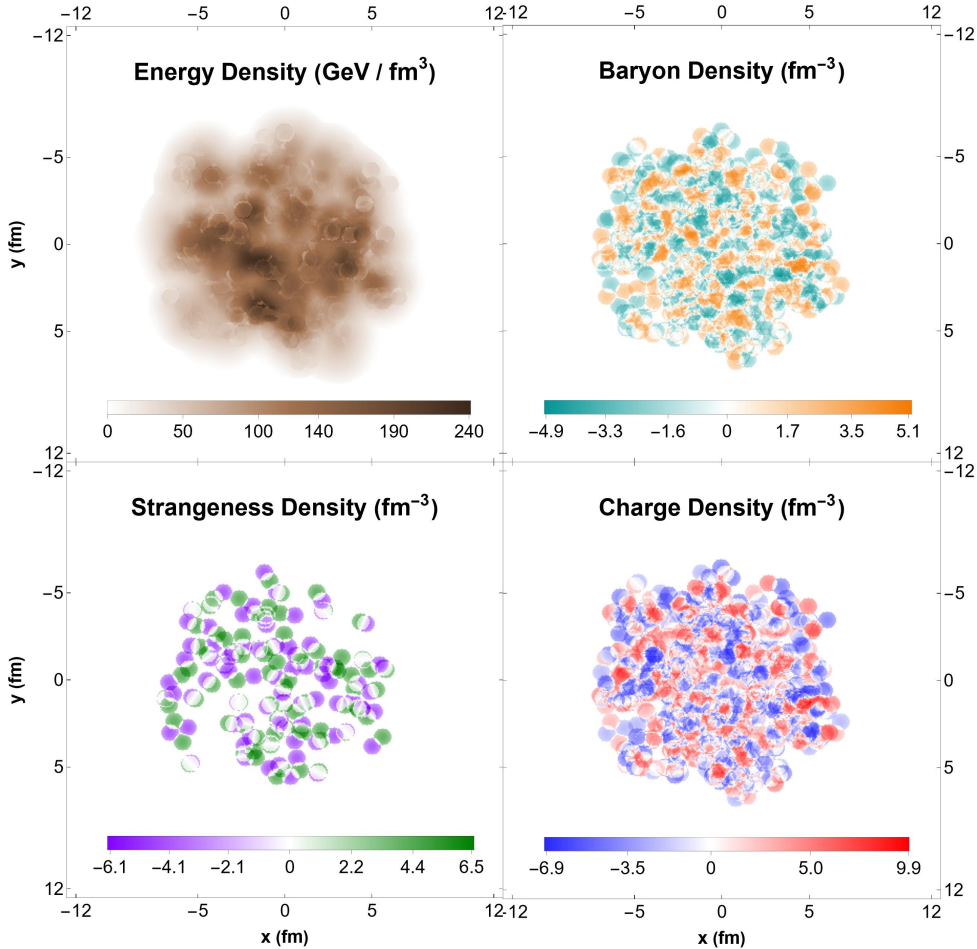 −12 −5 0 5 12 −12 −5 0 5 12
−12 Energy Density (GeV / fm³) Baryon Density (fm⁻³) −12
−5 −5
y (fm) 0 0
5 5
0 50 100 140 190 240 −4.9 −3.3 −1.6 0 1.7 3.5 5.1
12 12
−12 Strangeness Density (fm⁻³) Charge Density (fm⁻³) −12
−5 −5
y (fm) 0 0
5 5
−6.1 −4.1 −2.1 0 2.2 4.4 6.5 −6.9 −3.5 0 5.0 9.9
12 12
−12 −5 0 5 12 −12 −5 0 5 12
x (fm) x (fm)